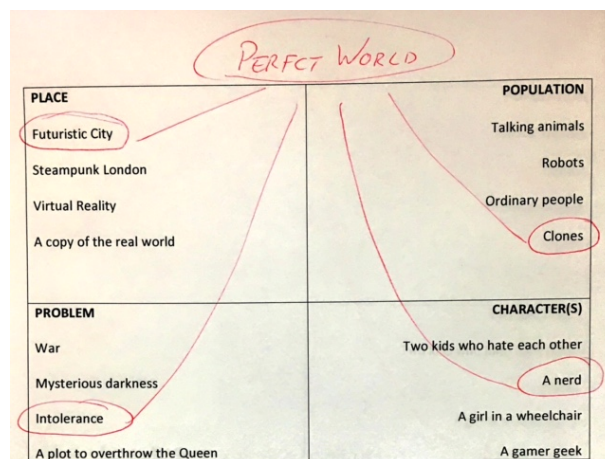 PERFCT WORLD
PLACE
Futuristic City
Steampunk London
Virtual Reality
A copy of the real world
POPULATION
Talking animals
Robots
Ordinary people
Clones
PROBLEM
War
Mysterious darkness
Intolerance
A plot to overthrow the Queen
CHARACTER(S)
Two kids who hate each other
A nerd
A girl in a wheelchair
A gamer geek